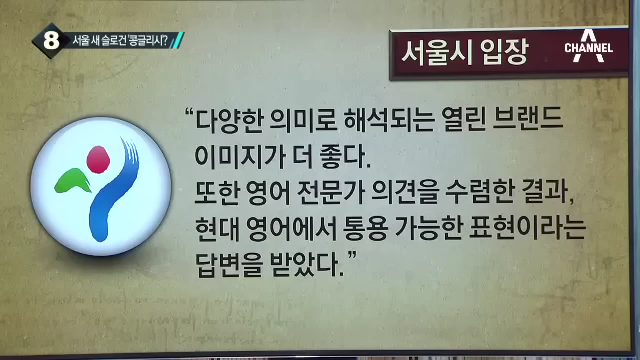 8 서울 새 슬로건 '콩글리시'?
서울시 입장
CHANNEL A
“다양한 의미로 해석되는 열린 브랜드
이미지가 더 좋다.
또한 영어 전문가 의견을 수렴한 결과,
현대 영어에서 통용 가능한 표현이라는
답변을 받았다.”